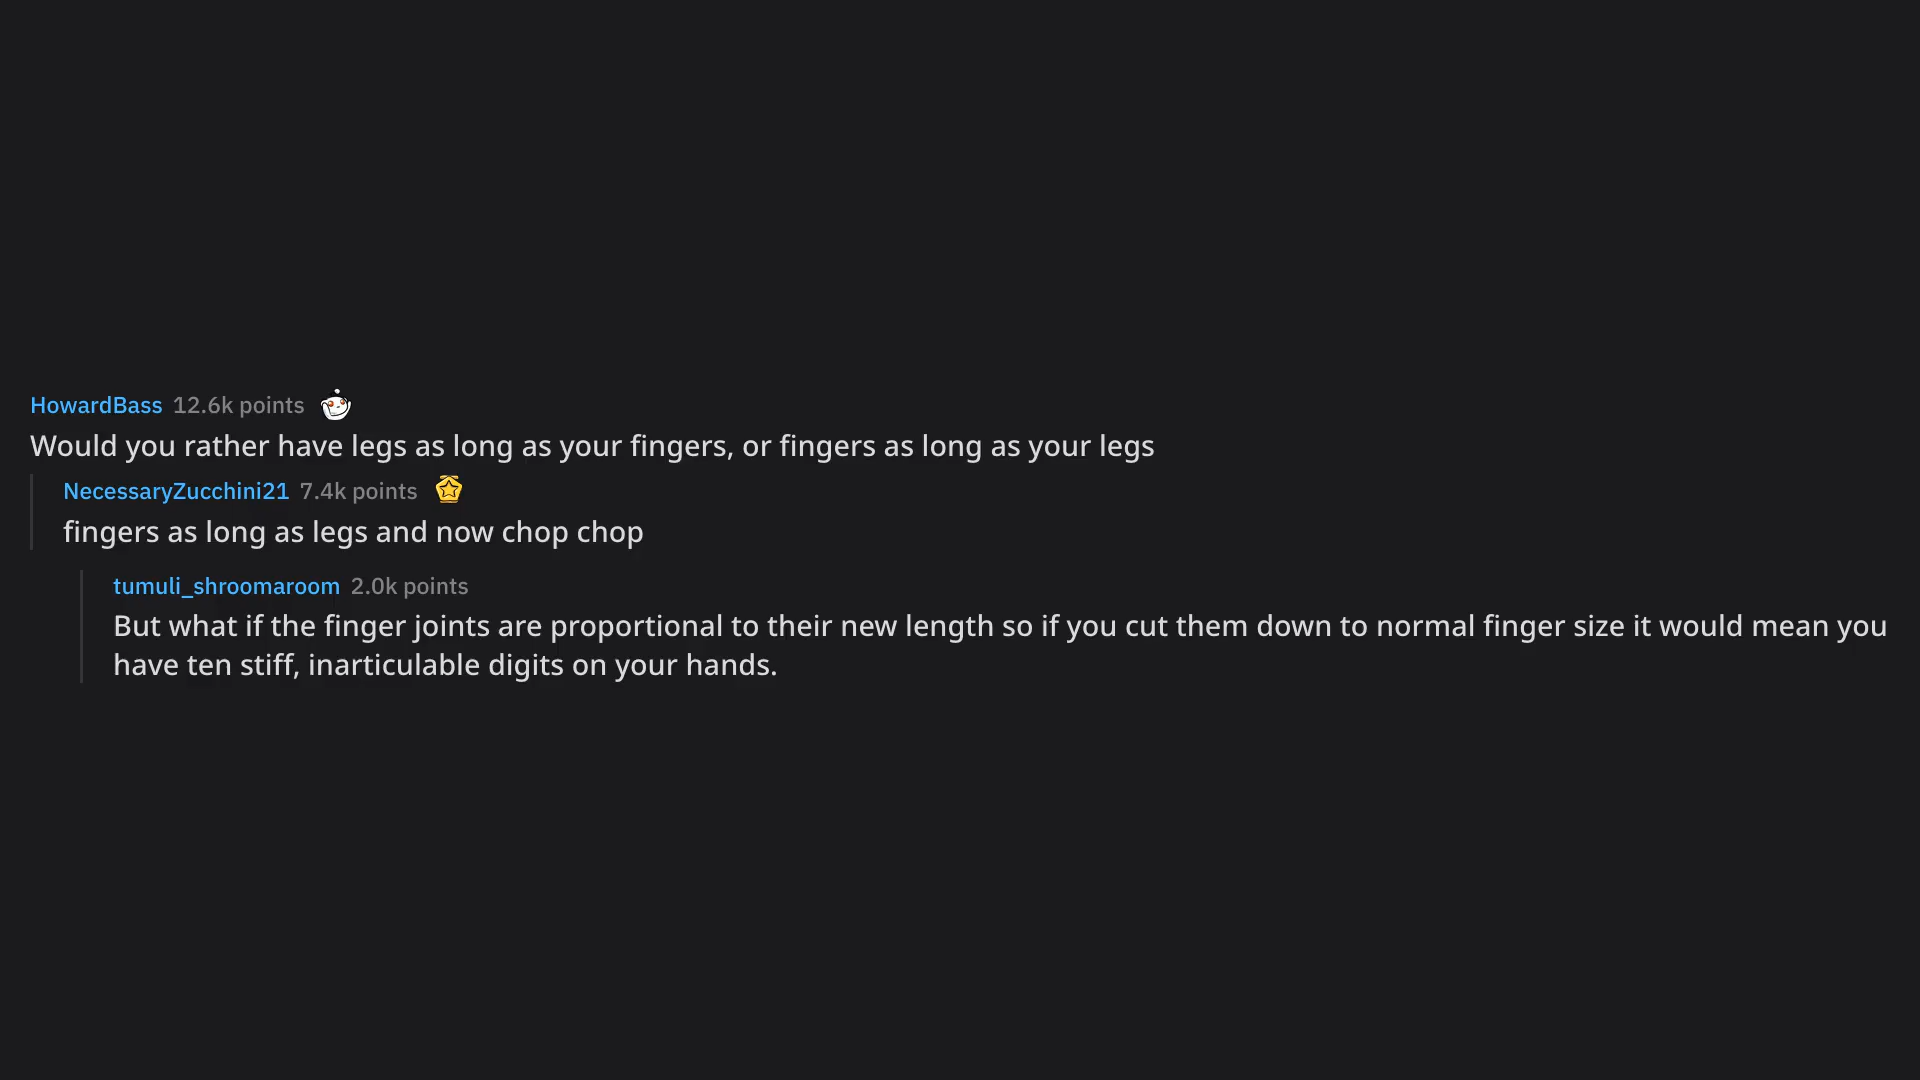 HowardBass 12.6k points
Would you rather have legs as long as your fingers, or fingers as long as your legs
NecessaryZucchini21 7.4k points
fingers as long as legs and now chop chop
tumuli_shroomaroom 2.0k points
But what if the finger joints are proportional to their new length so if you cut them down to normal finger size it would mean you
have ten stiff, inarticulable digits on your hands.